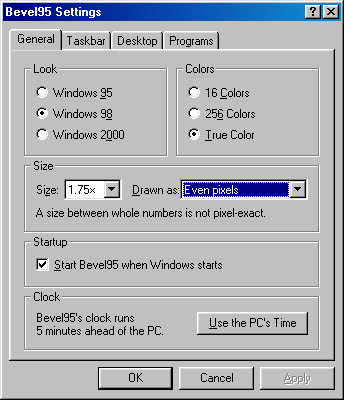 Bevel95 Settings
General Taskbar Desktop Programs
Look
Windows 95
Windows 98
Windows 2000
Colors
16 Colors
256 Colors
True Color
Size
Size: 1.75× Drawn as: Even pixels
A size between whole numbers is not pixel-exact.
Startup
Start Bevel95 when Windows starts
Clock
Bevel95's clock runs
5 minutes ahead of the PC.
Use the PC's Time
OK Cancel Apply